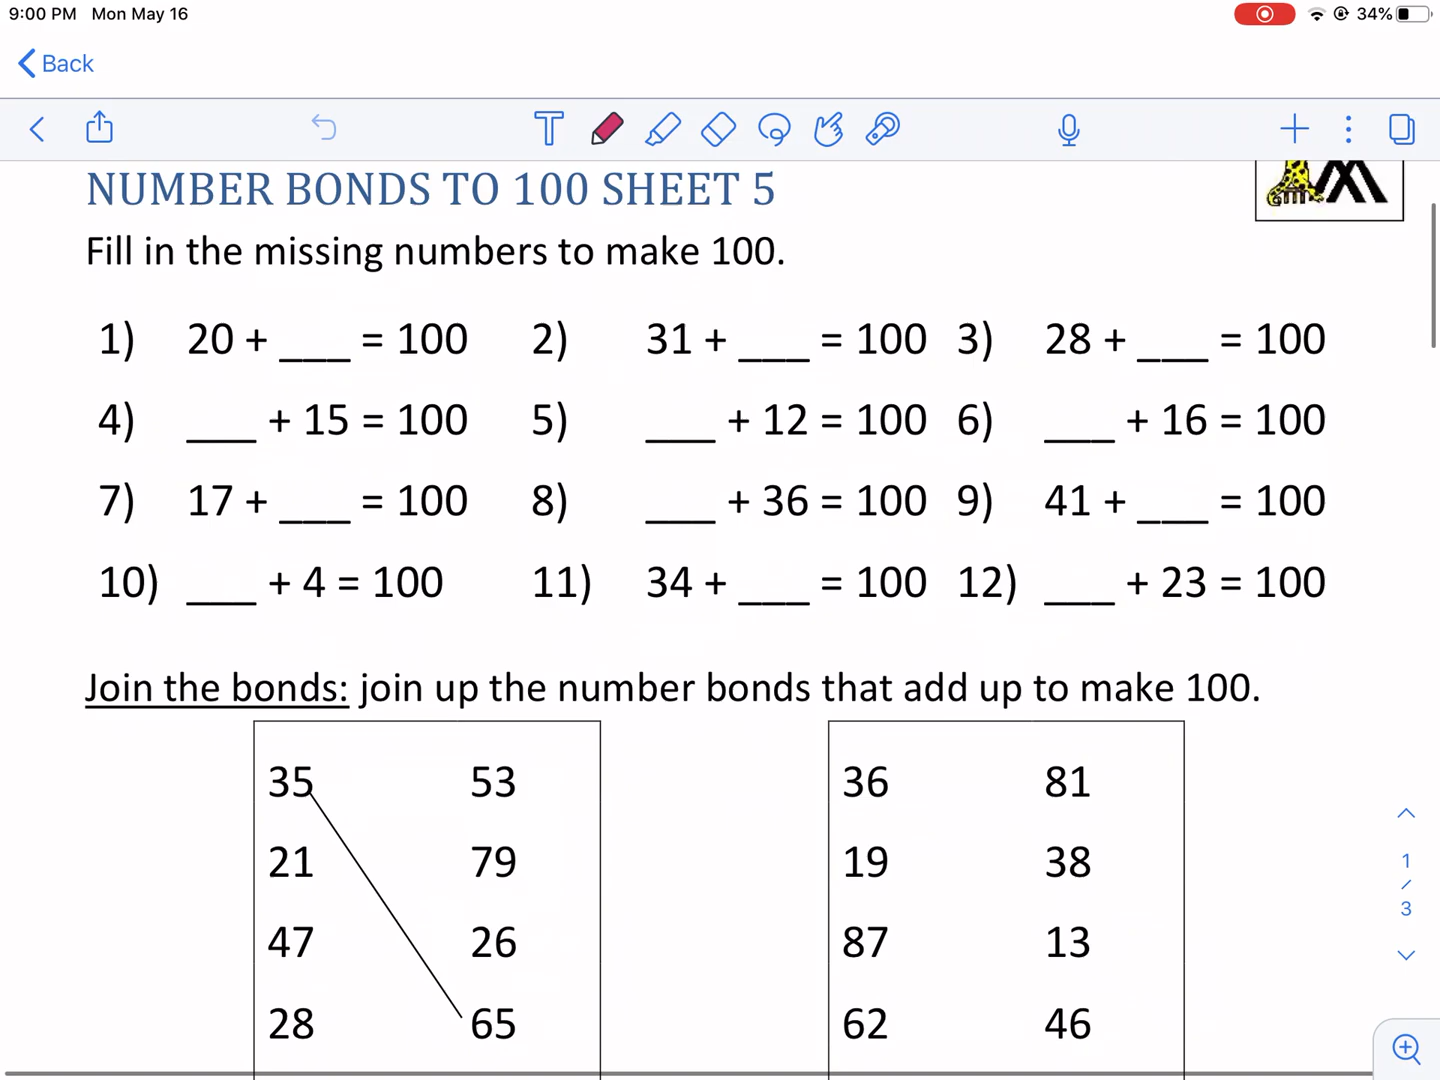 9:00 PM Mon May 16 34%
Back
NUMBER BONDS TO 100 SHEET 5
Fill in the missing numbers to make 100.
1) 20 + ___ = 100 2) 31 + ___ = 100 3) 28 + ___ = 100
4) ___ + 15 = 100 5) ___ + 12 = 100 6) ___ + 16 = 100
7) 17 + ___ = 100 8) ___ + 36 = 100 9) 41 + ___ = 100
10) ___ + 4 = 100 11) 34 + ___ = 100 12) ___ + 23 = 100
Join the bonds: join up the number bonds that add up to make 100.
35 53 36 81
21 79 19 38
47 26 87 13
28 65 62 46
1
/
3